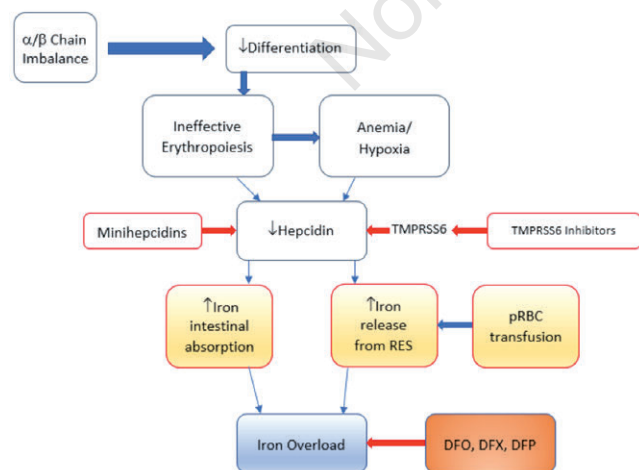 α/β Chain
Imbalance
↓Differentiation
Ineffective
Erythropoiesis
Anemia/
Hypoxia
Minihepcidins
↓Hepcidin
TMPRSS6
TMPRSS6 Inhibitors
↑Iron
intestinal
absorption
↑Iron
release
from RES
pRBC
transfusion
Iron Overload
DFO, DFX, DFP